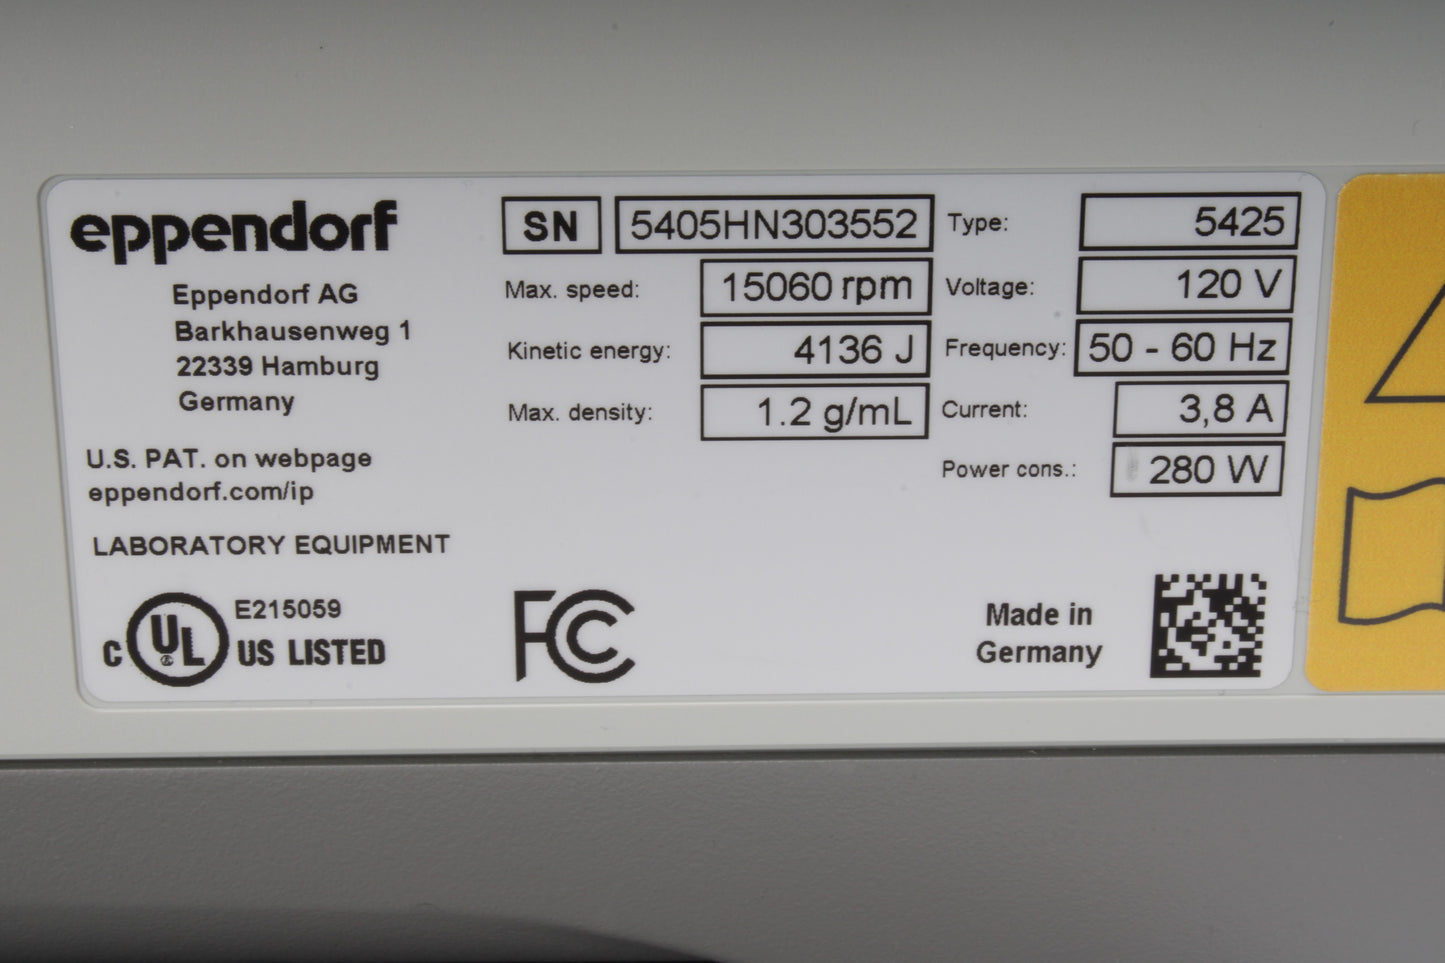 eppendorf
Eppendorf AG
Barkhausenweg 1
22339 Hamburg
Germany
U.S. PAT. on webpage
eppendorf.com/ip
LABORATORY EQUIPMENT
C UL US LISTED
E215059
SN 5405HN303552
Max. speed: 15060 rpm
Kinetic energy: 4136 J
Max. density: 1.2 g/mL
Type: 5425
Voltage: 120 V
Frequency: 50 - 60 Hz
Current: 3,8 A
Power cons.: 280 W
FC
Made in
Germany